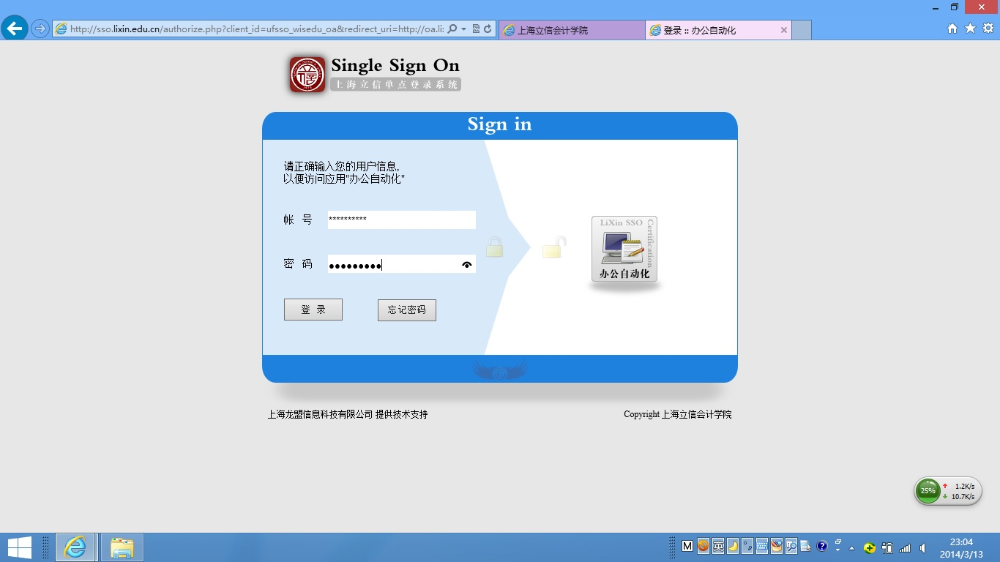 http://sso.lixin.edu.cn/authorize.php?client_id=ufsso_wisedu_oa&redirect_uri=http://oa.li:
上海立信会计学院
登录 :: 办公自动化
Single Sign On
上海立信单点登录系统
Sign in
请正确输入您的用户信息,
以便访问应用"办公自动化"
帐 号
**********
密 码
●●●●●●●●●
登 录
忘记密码
LiXin SSO
Certification
办公自动化
上海龙盟信息科技有限公司 提供技术支持
Copyright 上海立信会计学院
25%
1.2K/s
10.7K/s
M
英
23:04
2014/3/13